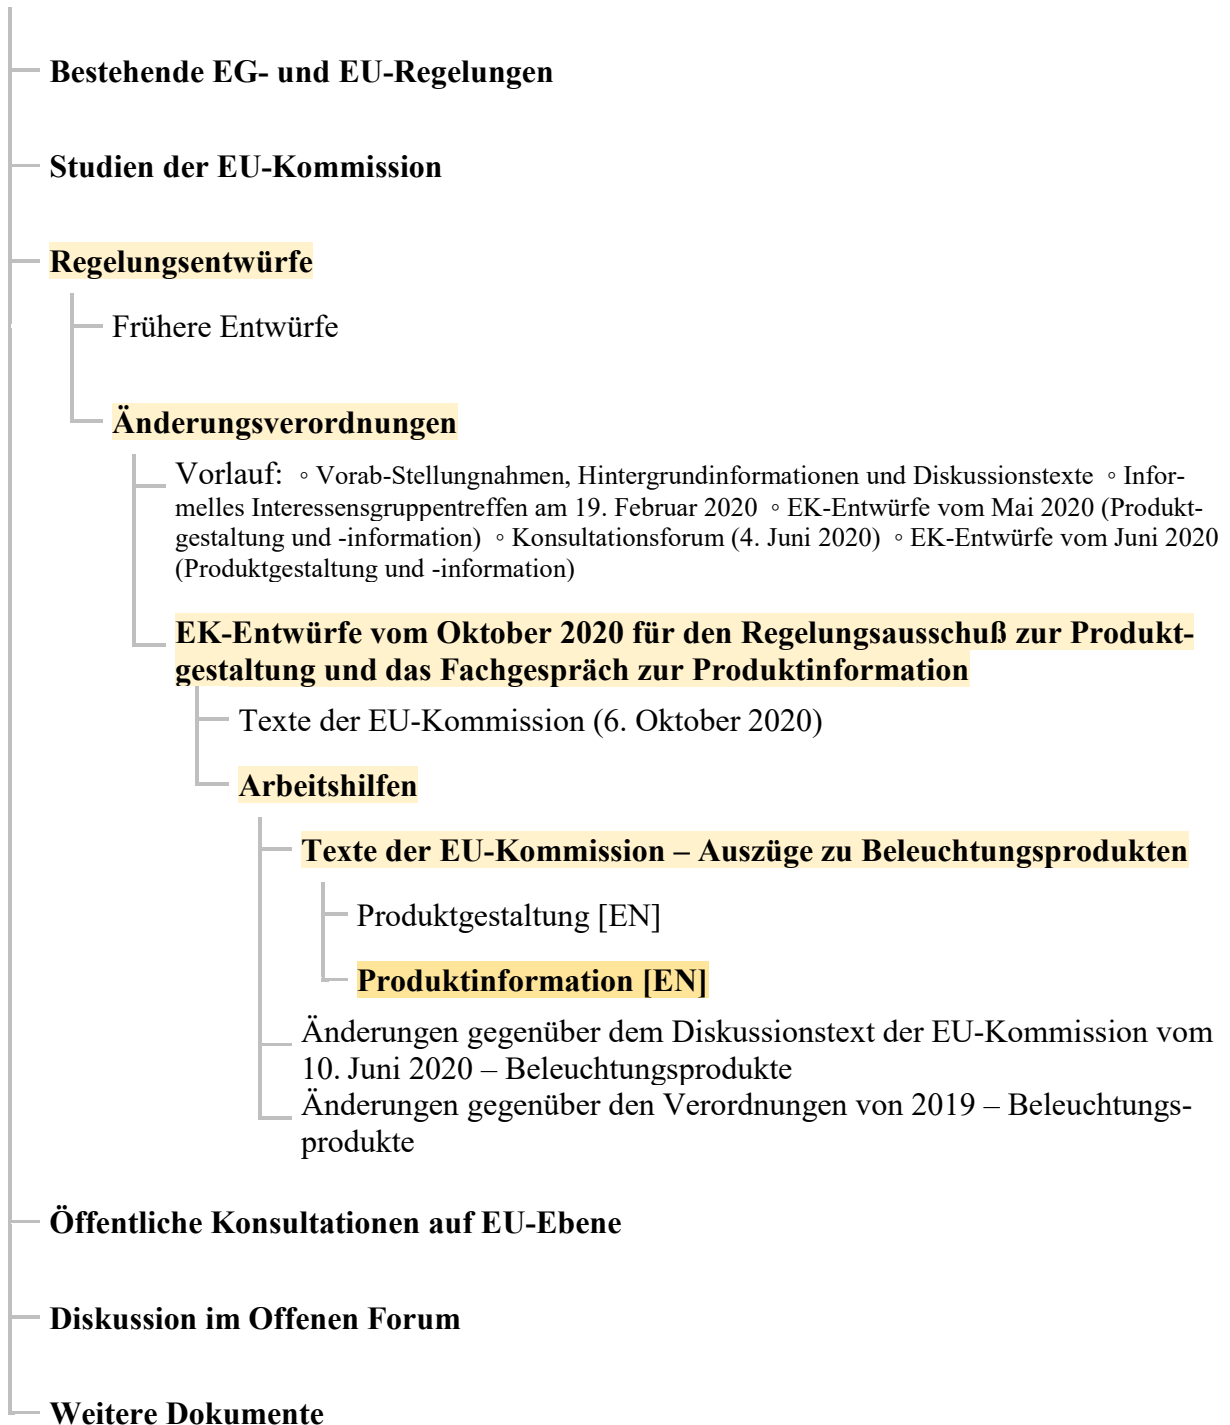 Bestehende EG- und EU-Regelungen
Studien der EU-Kommission
Regelungsentwürfe
Frühere Entwürfe
Änderungsverordnungen
Vorlauf: ◦ Vorab-Stellungnahmen, Hintergrundinformationen und Diskussionstexte ◦ Infor-
melles Interessensgruppentreffen am 19. Februar 2020 ◦ EK-Entwürfe vom Mai 2020 (Produkt-
gestaltung und -information) ◦ Konsultationsforum (4. Juni 2020) ◦ EK-Entwürfe vom Juni 2020
(Produktgestaltung und -information)
EK-Entwürfe vom Oktober 2020 für den Regelungsausschuß zur Produkt-
gestaltung und das Fachgespräch zur Produktinformation
Texte der EU-Kommission (6. Oktober 2020)
Arbeitshilfen
Texte der EU-Kommission – Auszüge zu Beleuchtungsprodukten
Produktgestaltung [EN]
Produktinformation [EN]
Änderungen gegenüber dem Diskussionstext der EU-Kommission vom
10. Juni 2020 – Beleuchtungsprodukte
Änderungen gegenüber den Verordnungen von 2019 – Beleuchtungs-
produkte
Öffentliche Konsultationen auf EU-Ebene
Diskussion im Offenen Forum
Weitere Dokumente